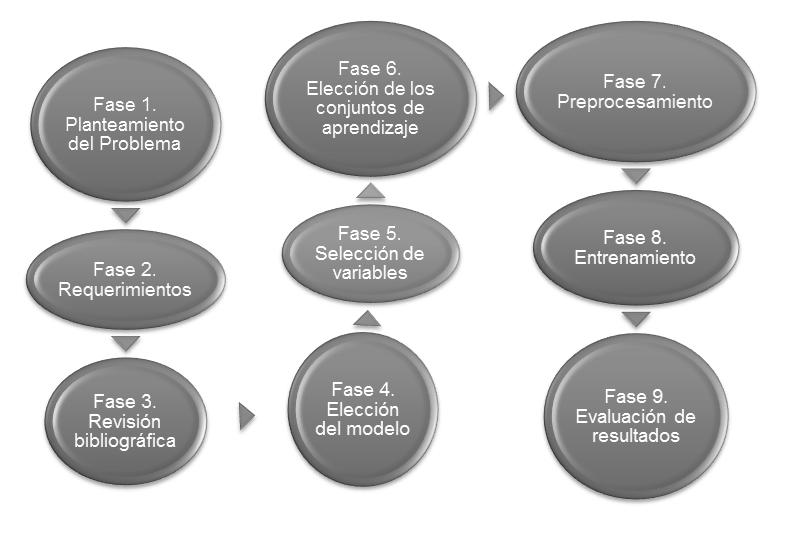 Fase 1.
Planteamiento
del Problema
Fase 2.
Requerimientos
Fase 3.
Revisión
bibliográfica
Fase 4.
Elección
del modelo
Fase 5.
Selección de
variables
Fase 6.
Elección de los
conjuntos de
aprendizaje
Fase 7.
Preprocesamiento
Fase 8.
Entrenamiento
Fase 9.
Evaluación de
resultados